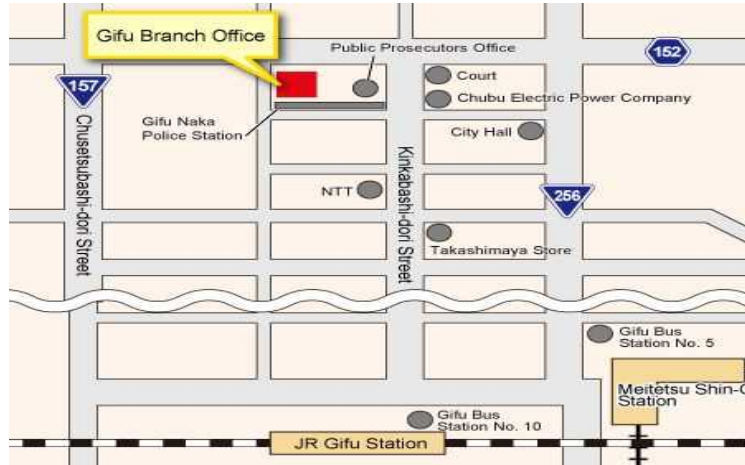 Gifu Branch Office
Public Prosecutors Office
152
157
Court
Chubu Electric Power Company
Gifu Naka
Police Station
City Hall
Chusetsubashi-dori Street
Kinkabashi-dori Street
NTT
256
Takashimaya Store
Gifu Bus
Station No. 5
Meitetsu Shin-G
Station
Gifu Bus
Station No. 10
JR Gifu Station